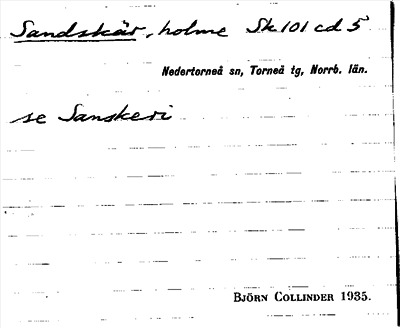 Sandskär, holme Sk 101 cd 5
Nedertorneå sn, Torneå tg, Norrb. län.
se Sanskeri
BJÖRN COLLINDER 1935.